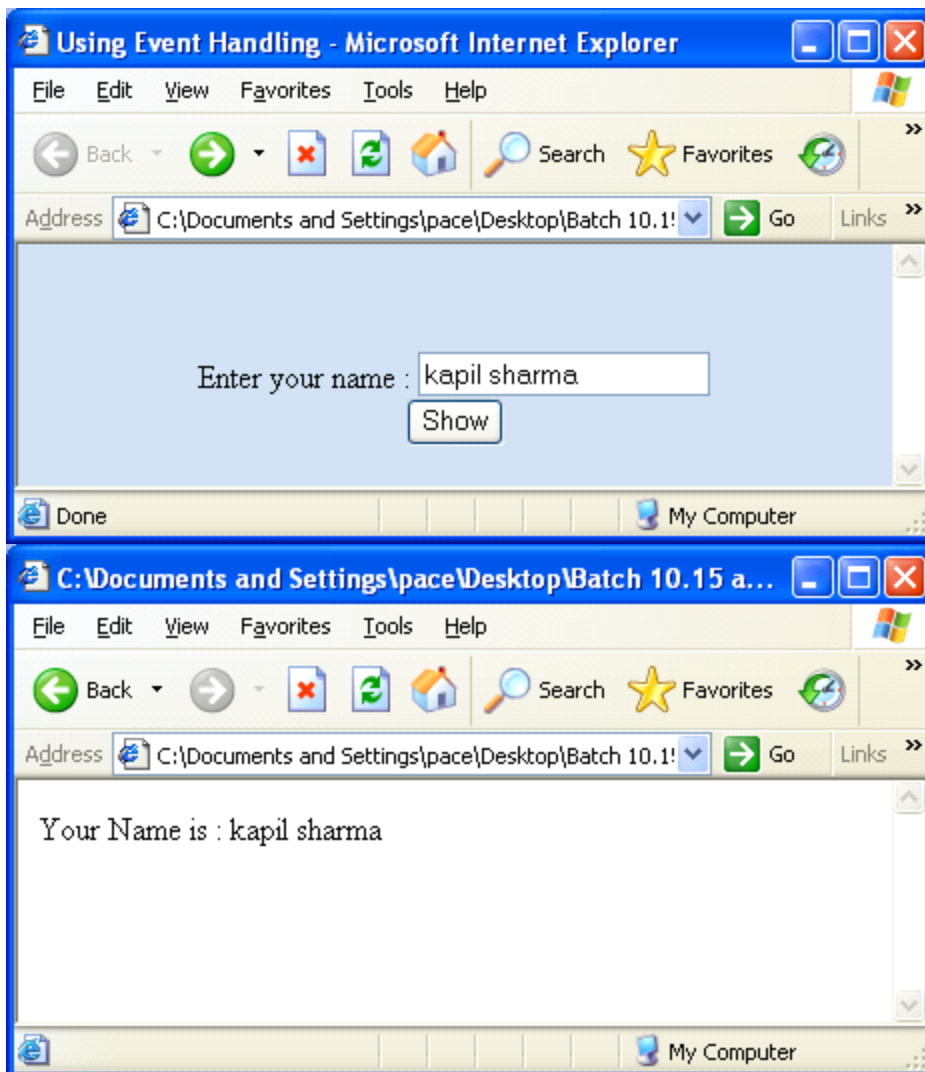 Using Event Handling - Microsoft Internet Explorer
File Edit View Favorites Tools Help
Back Search Favorites
Address C:\Documents and Settings\pace\Desktop\Batch 10.1 Go Links
Enter your name : kapil sharma
Show
Done My Computer
C:\Documents and Settings\pace\Desktop\Batch 10.15 a...
File Edit View Favorites Tools Help
Back Search Favorites
Address C:\Documents and Settings\pace\Desktop\Batch 10.1 Go Links
Your Name is : kapil sharma
My Computer